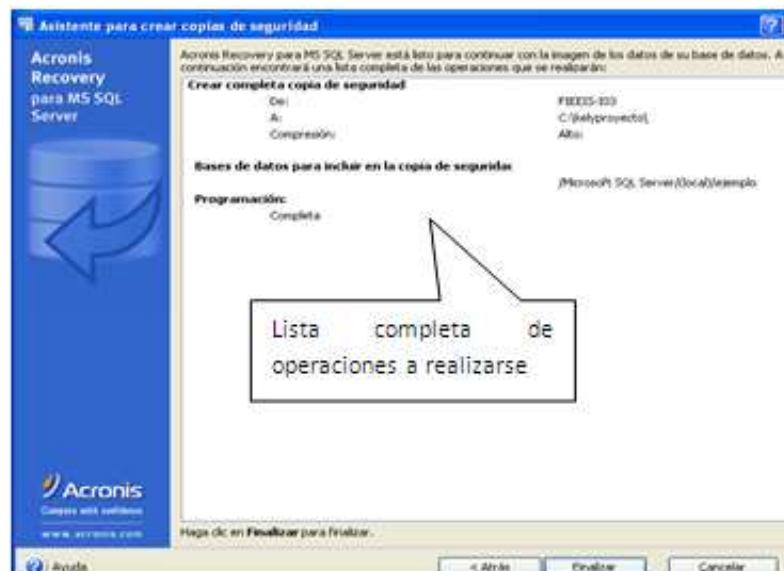 Asistente para crear copias de seguridad
Acronis
Recovery
para MS SQL
Server
Acronis Recovery para MS SQL Server está listo para continuar con la imagen de los datos de su base de datos. A
continuación encontrará una lista completa de las operaciones que se realizarán:
Crear completa copia de seguridad
De:
A: C:\kelyproyecto\
Compresión: Alto:
Bases de datos para incluir en la copia de seguridad
/Microsoft SQL Server/(local)/ejemplo
Programación:
Completa
Lista completa de
operaciones a realizarse
Acronis
Compute with confidence
www.acronis.com
Haga clic en Finalizar para finalizar.
Ayuda
< Atrás Finalizar Cancelar